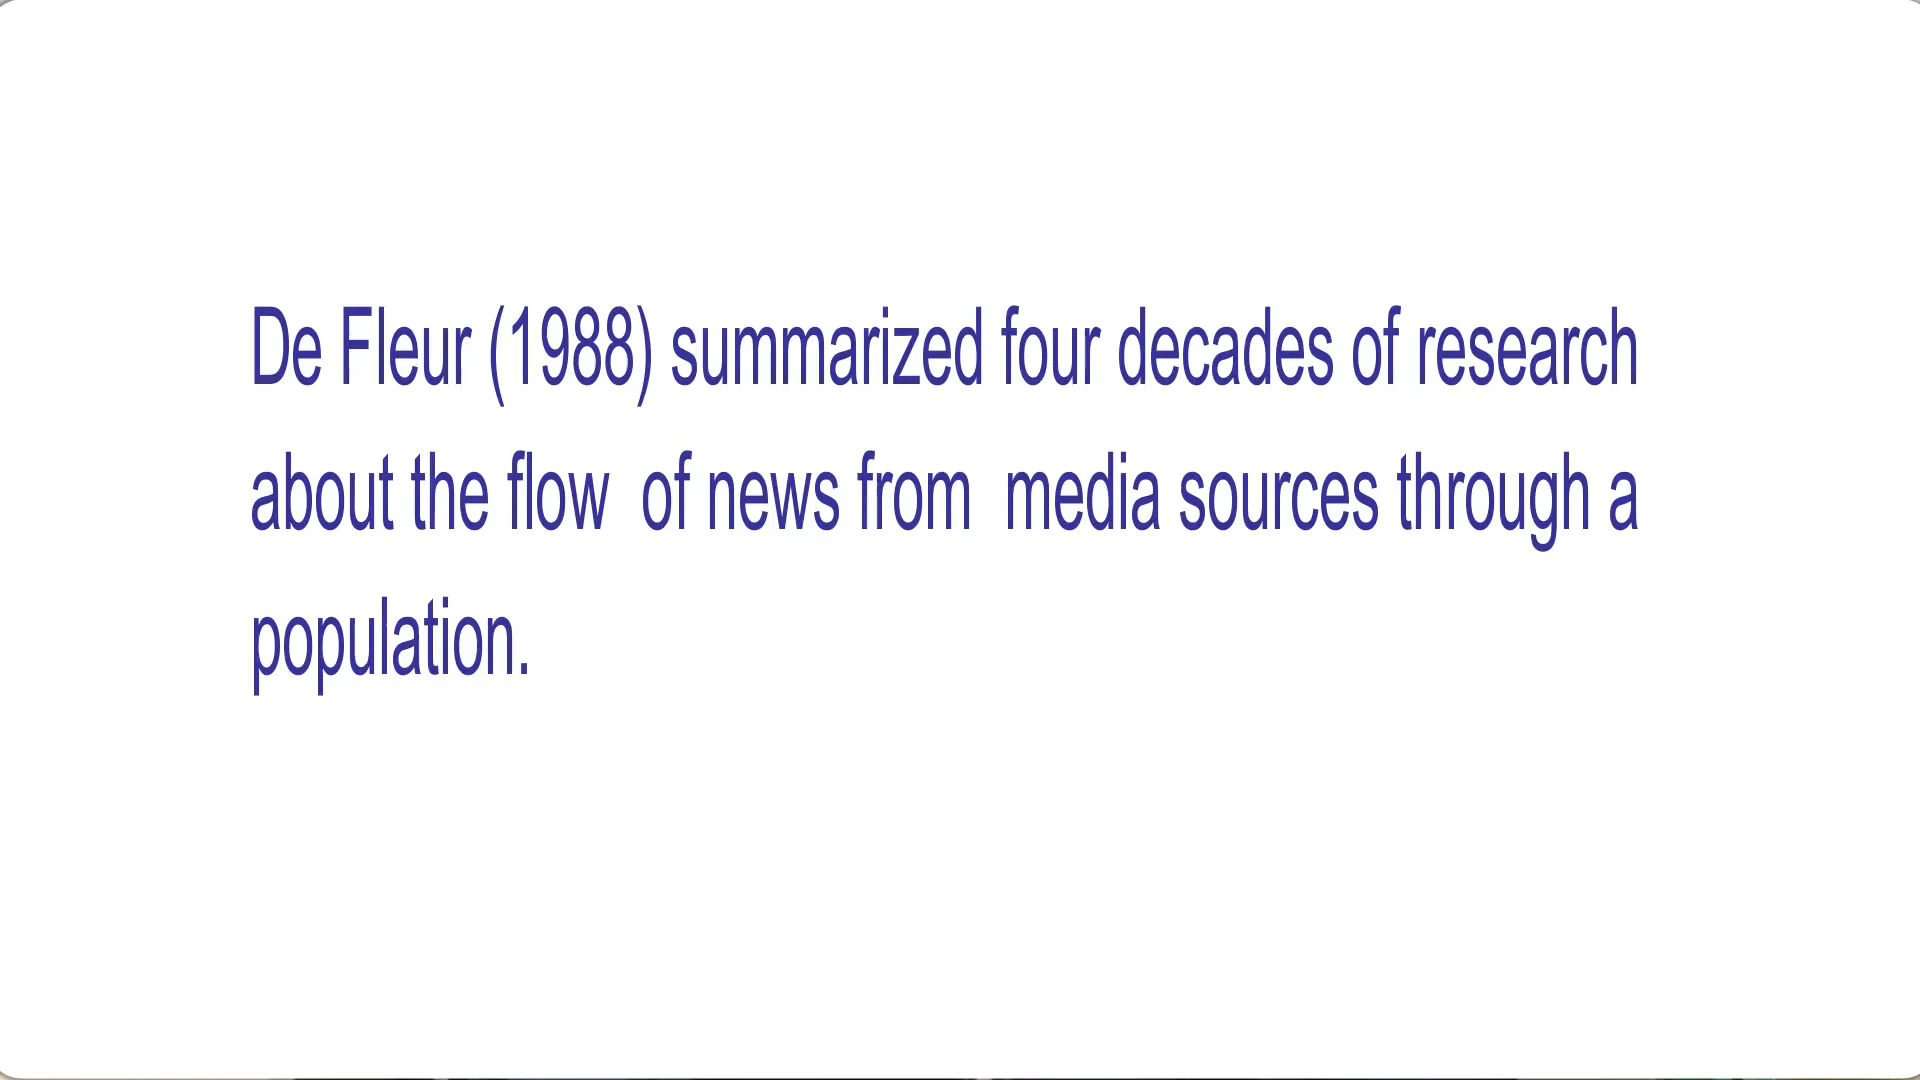 De Fleur (1988) summarized four decades of research
about the flow  of news from  media sources through a
population.